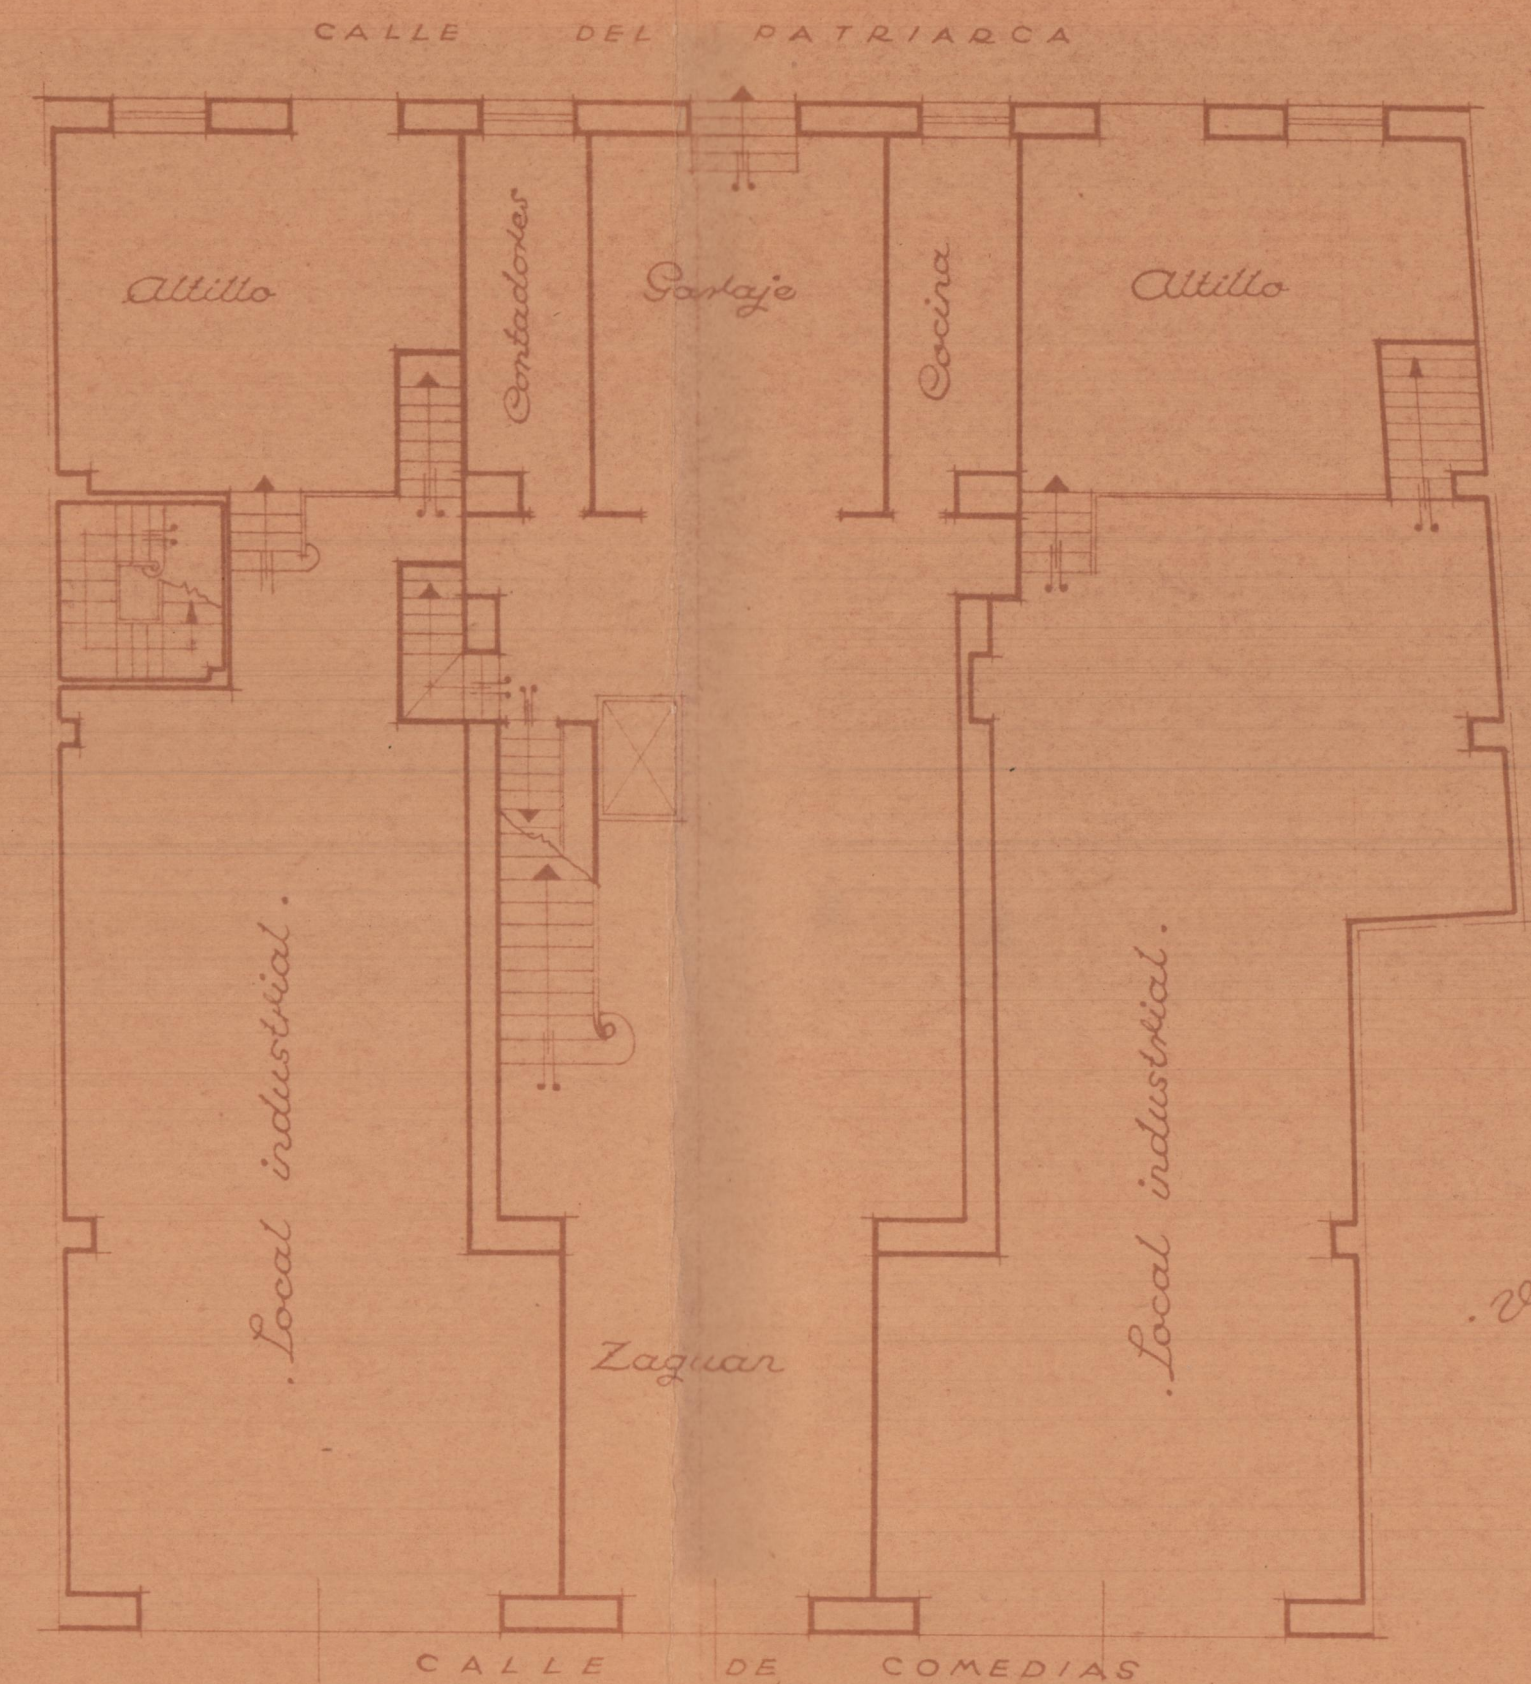 CALLE DEL PATRIARCA
Altillo
Contadores
Garaje
Cocina
Altillo
. Local industrial .
. Local industrial .
Zaguan
CALLE DE COMEDIAS